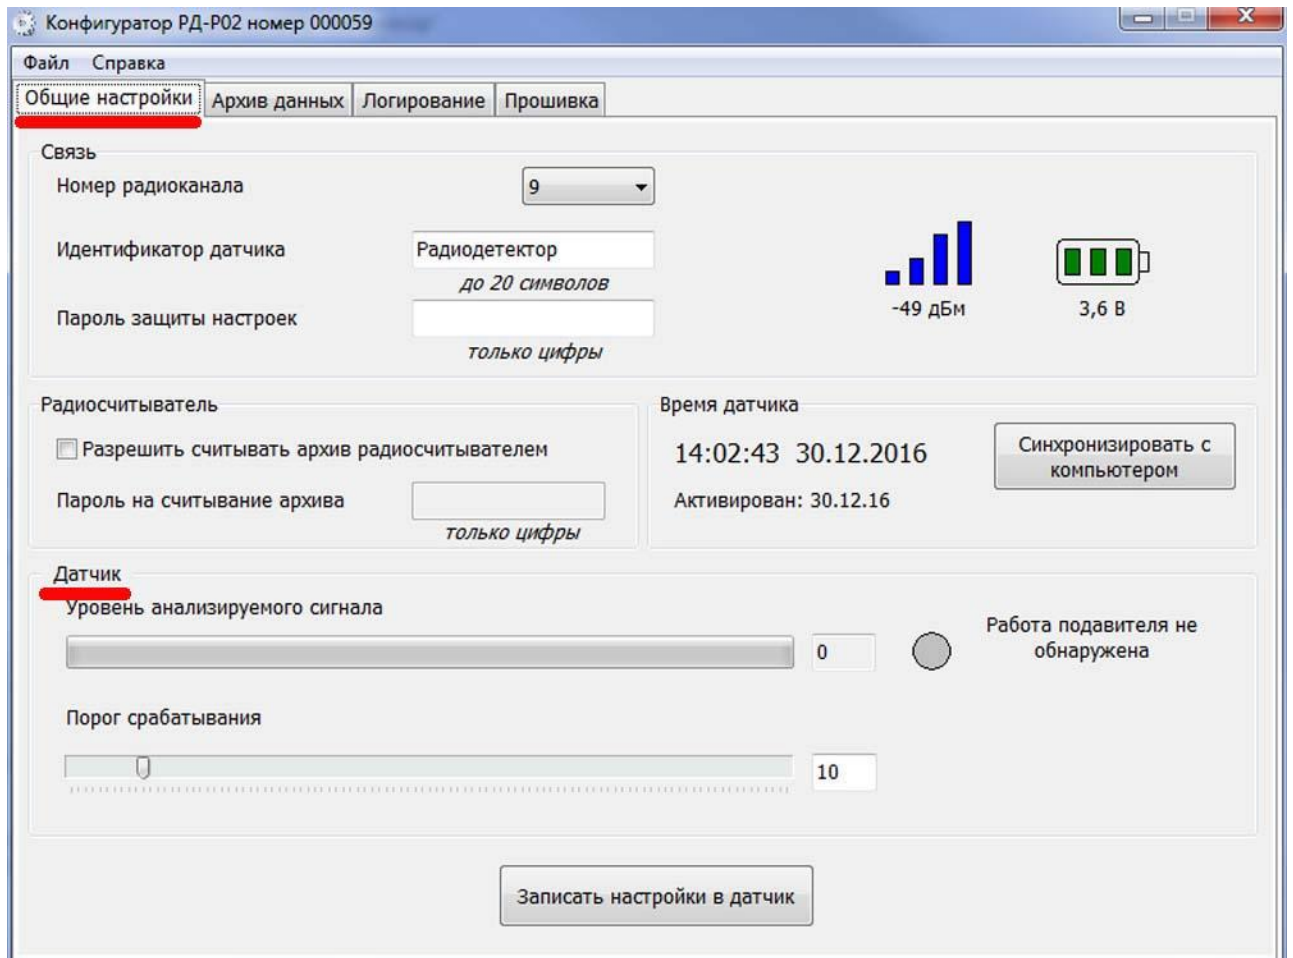 Конфигуратор РД-Р02 номер 000059
Файл Справка
Общие настройки Архив данных Логирование Прошивка
Связь
Номер радиоканала 9
Идентификатор датчика Радиодетектор
до 20 символов
-49 дБм 3,6 В
Пароль защиты настроек
только цифры
Радиосчитыватель
Разрешить считывать архив радиосчитывателем
Пароль на считывание архива
только цифры
Время датчика
14:02:43 30.12.2016
Синхронизировать с
компьютером
Активирован: 30.12.16
Датчик
Уровень анализируемого сигнала
0
Работа подавителя не
обнаружена
Порог срабатывания
10
Записать настройки в датчик